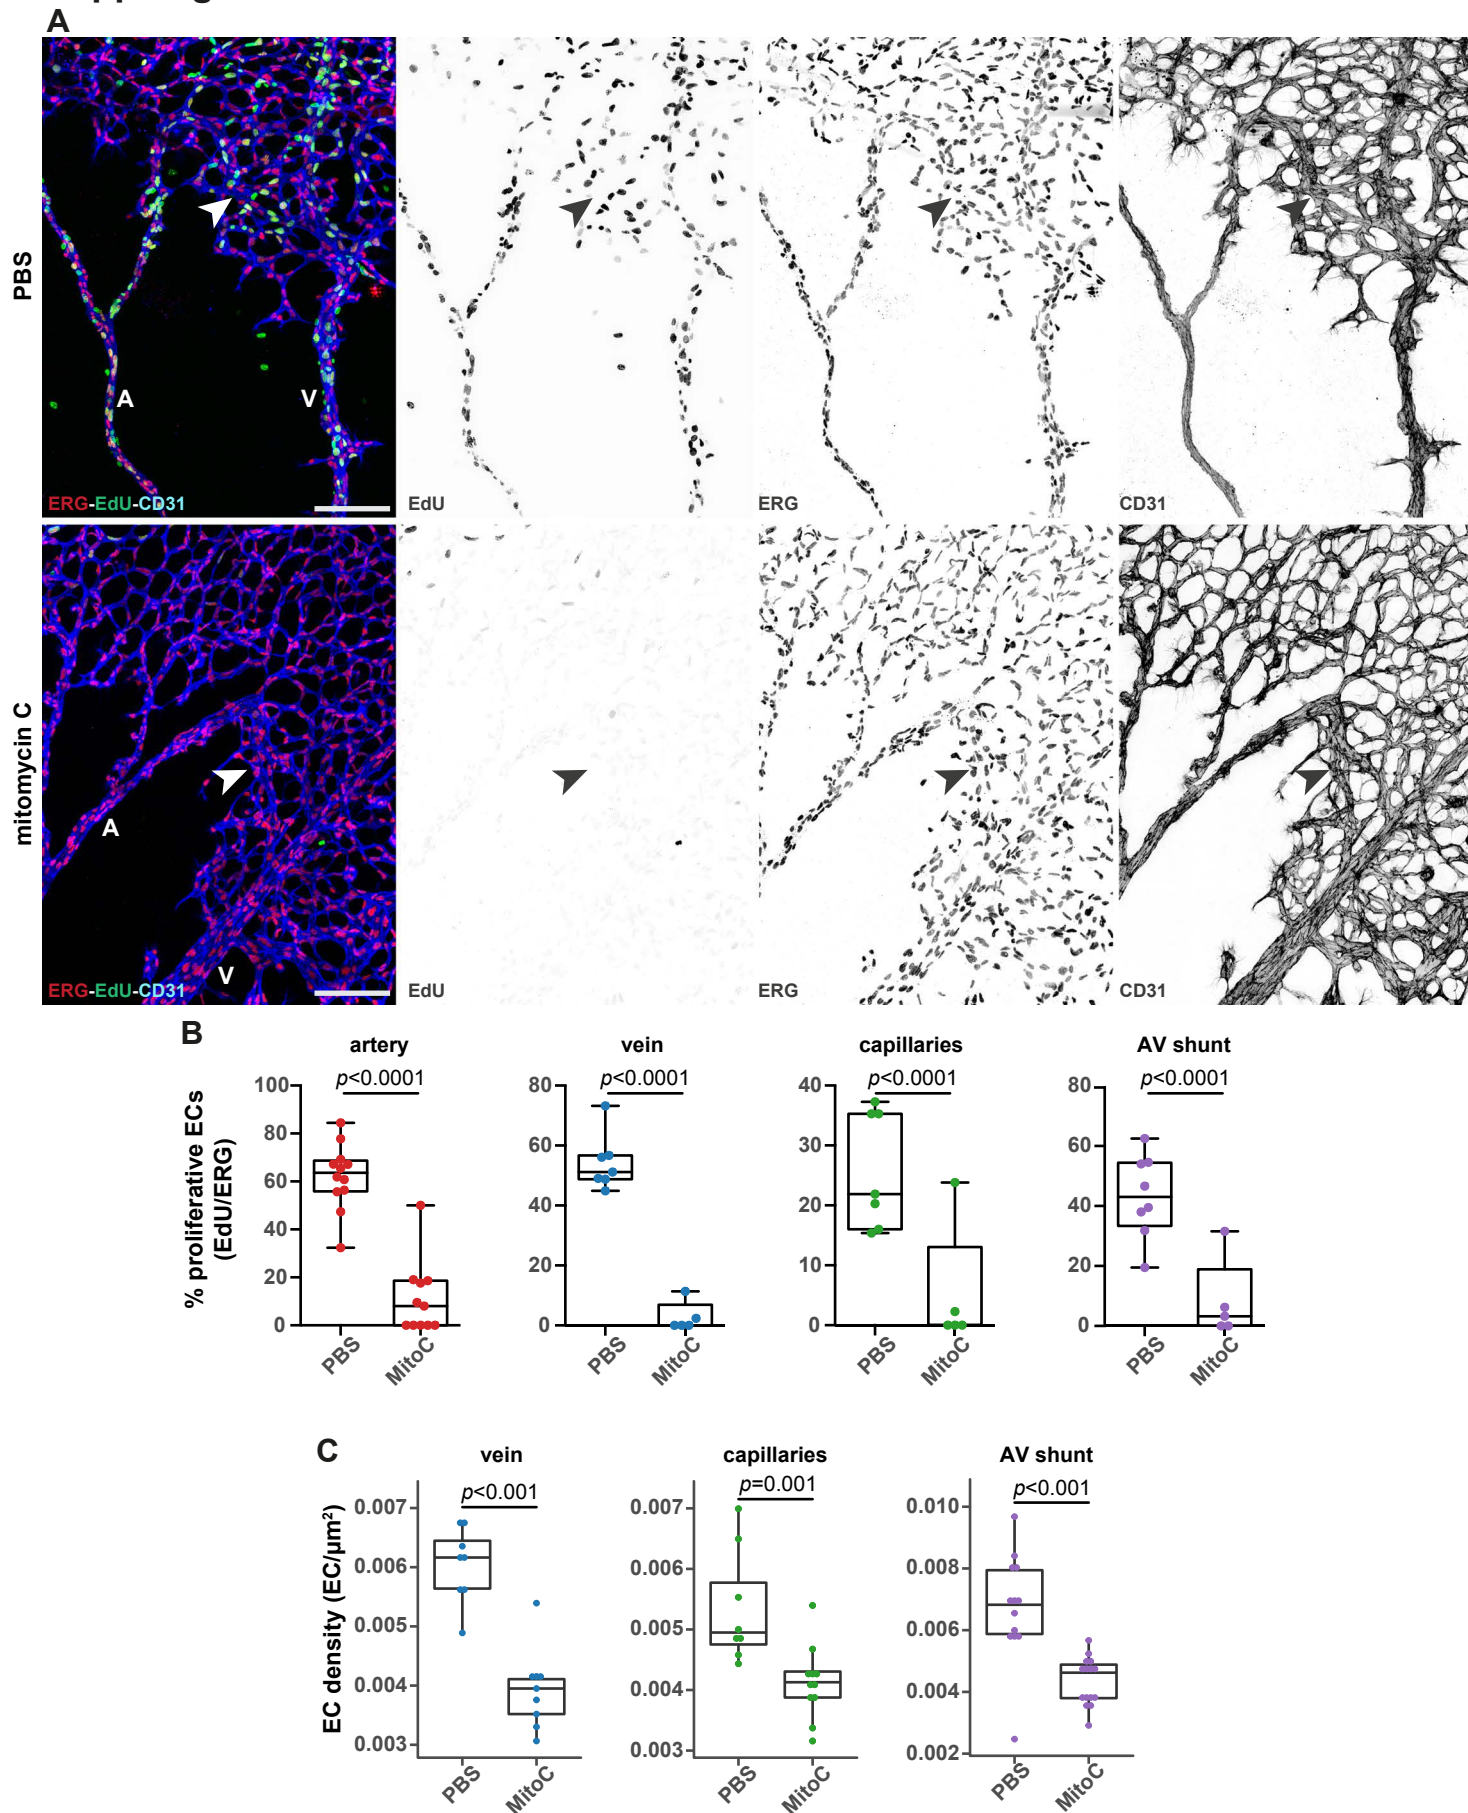 A
PBS
A
V
ERG-EdU-CD31
EdU
ERG
CD31
mitomycin C
A
V
ERG-EdU-CD31
EdU
ERG
CD31
B
artery
vein
capillaries
AV shunt
p<0.0001
p<0.0001
p<0.0001
p<0.0001
% proliferative ECs
(EdU/ERG)
100
80
60
40
20
0
80
60
40
20
0
40
30
20
10
0
80
60
40
20
0
PBS
MitoC
PBS
MitoC
PBS
MitoC
PBS
MitoC
C
vein
capillaries
AV shunt
p<0.001
p=0.001
p<0.001
EC density (EC/µm²)
0.007
0.006
0.005
0.004
0.003
0.007
0.006
0.005
0.004
0.003
0.010
0.008
0.006
0.004
0.002
PBS
MitoC
PBS
MitoC
PBS
MitoC